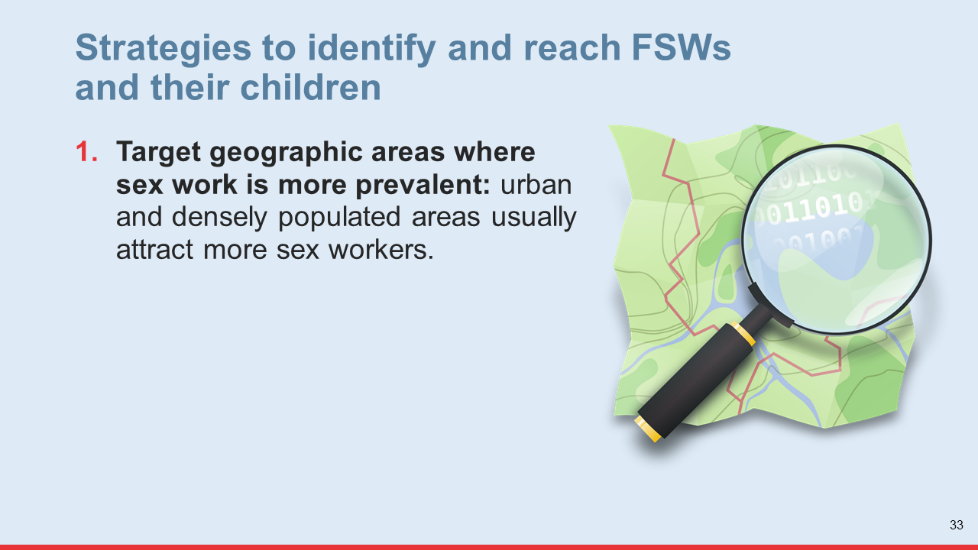 Strategies to identify and reach FSWs
and their children
1. Target geographic areas where
sex work is more prevalent: urban
and densely populated areas usually
attract more sex workers.
0011010
33